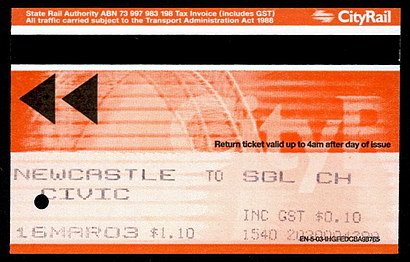 State Rail Authority ABN 73 997 983 198 Tax Invoice (includes GST)
All traffic carried subject to the Transport Administration Act 1988
CityRail
Return ticket valid up to 4am after day of issue
NEWCASTLE TO SGL CH
CIVIC
INC GST $0.10
16MAR03 $1.10 1540